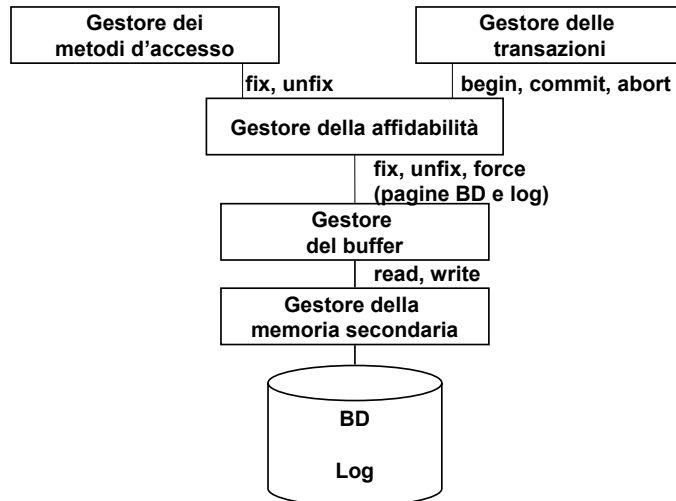 Gestore dei
metodi d'accesso
Gestore delle
transazioni
fix, unfix
begin, commit, abort
Gestore della affidabilità
fix, unfix, force
(pagine BD e log)
Gestore
del buffer
read, write
Gestore della
memoria secondaria
BD
Log